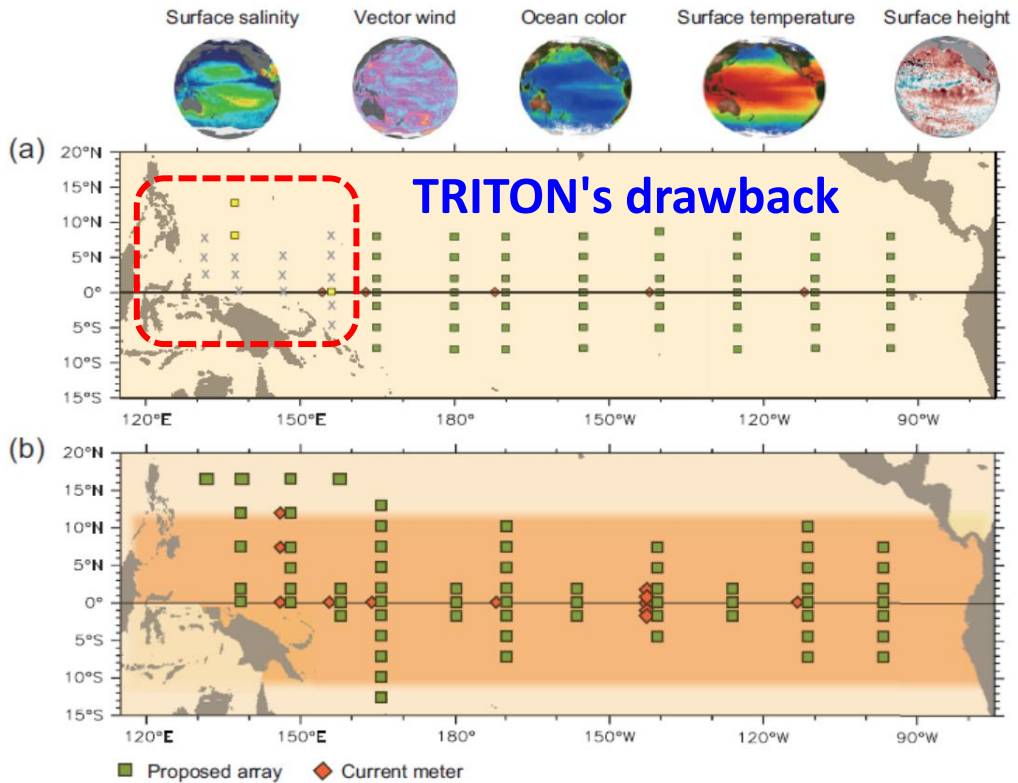 Surface salinity Vector wind Ocean color Surface temperature Surface height
(a)
20°N
15°N
10°N
5°N
0°
5°S
10°S
15°S
TRITON's drawback
120°E 150°E 180° 150°W 120°W 90°W
(b)
20°N
15°N
10°N
5°N
0°
5°S
10°S
15°S
120°E 150°E 180° 150°W 120°W 90°W
Proposed array Current meter